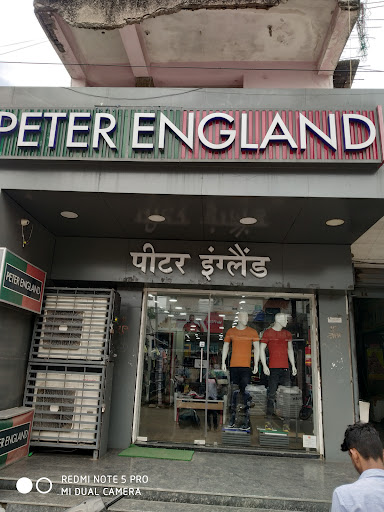 PETER ENGLAND
पीटर इंग्लैंड
PETER ENGLAND
PETER ENGLAND
REDMI NOTE 5 PRO
MI DUAL CAMERA